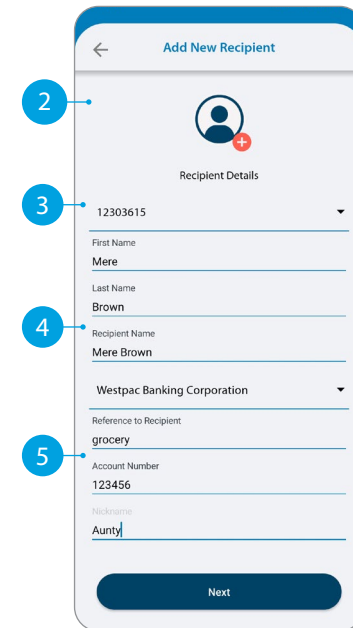 Add New Recipient
2
Recipient Details
3
12303615
First Name
Mere
Last Name
Brown
4
Recipient Name
Mere Brown
Westpac Banking Corporation
Reference to Recipient
grocery
5
Account Number
123456
Nickname
Aunty
Next